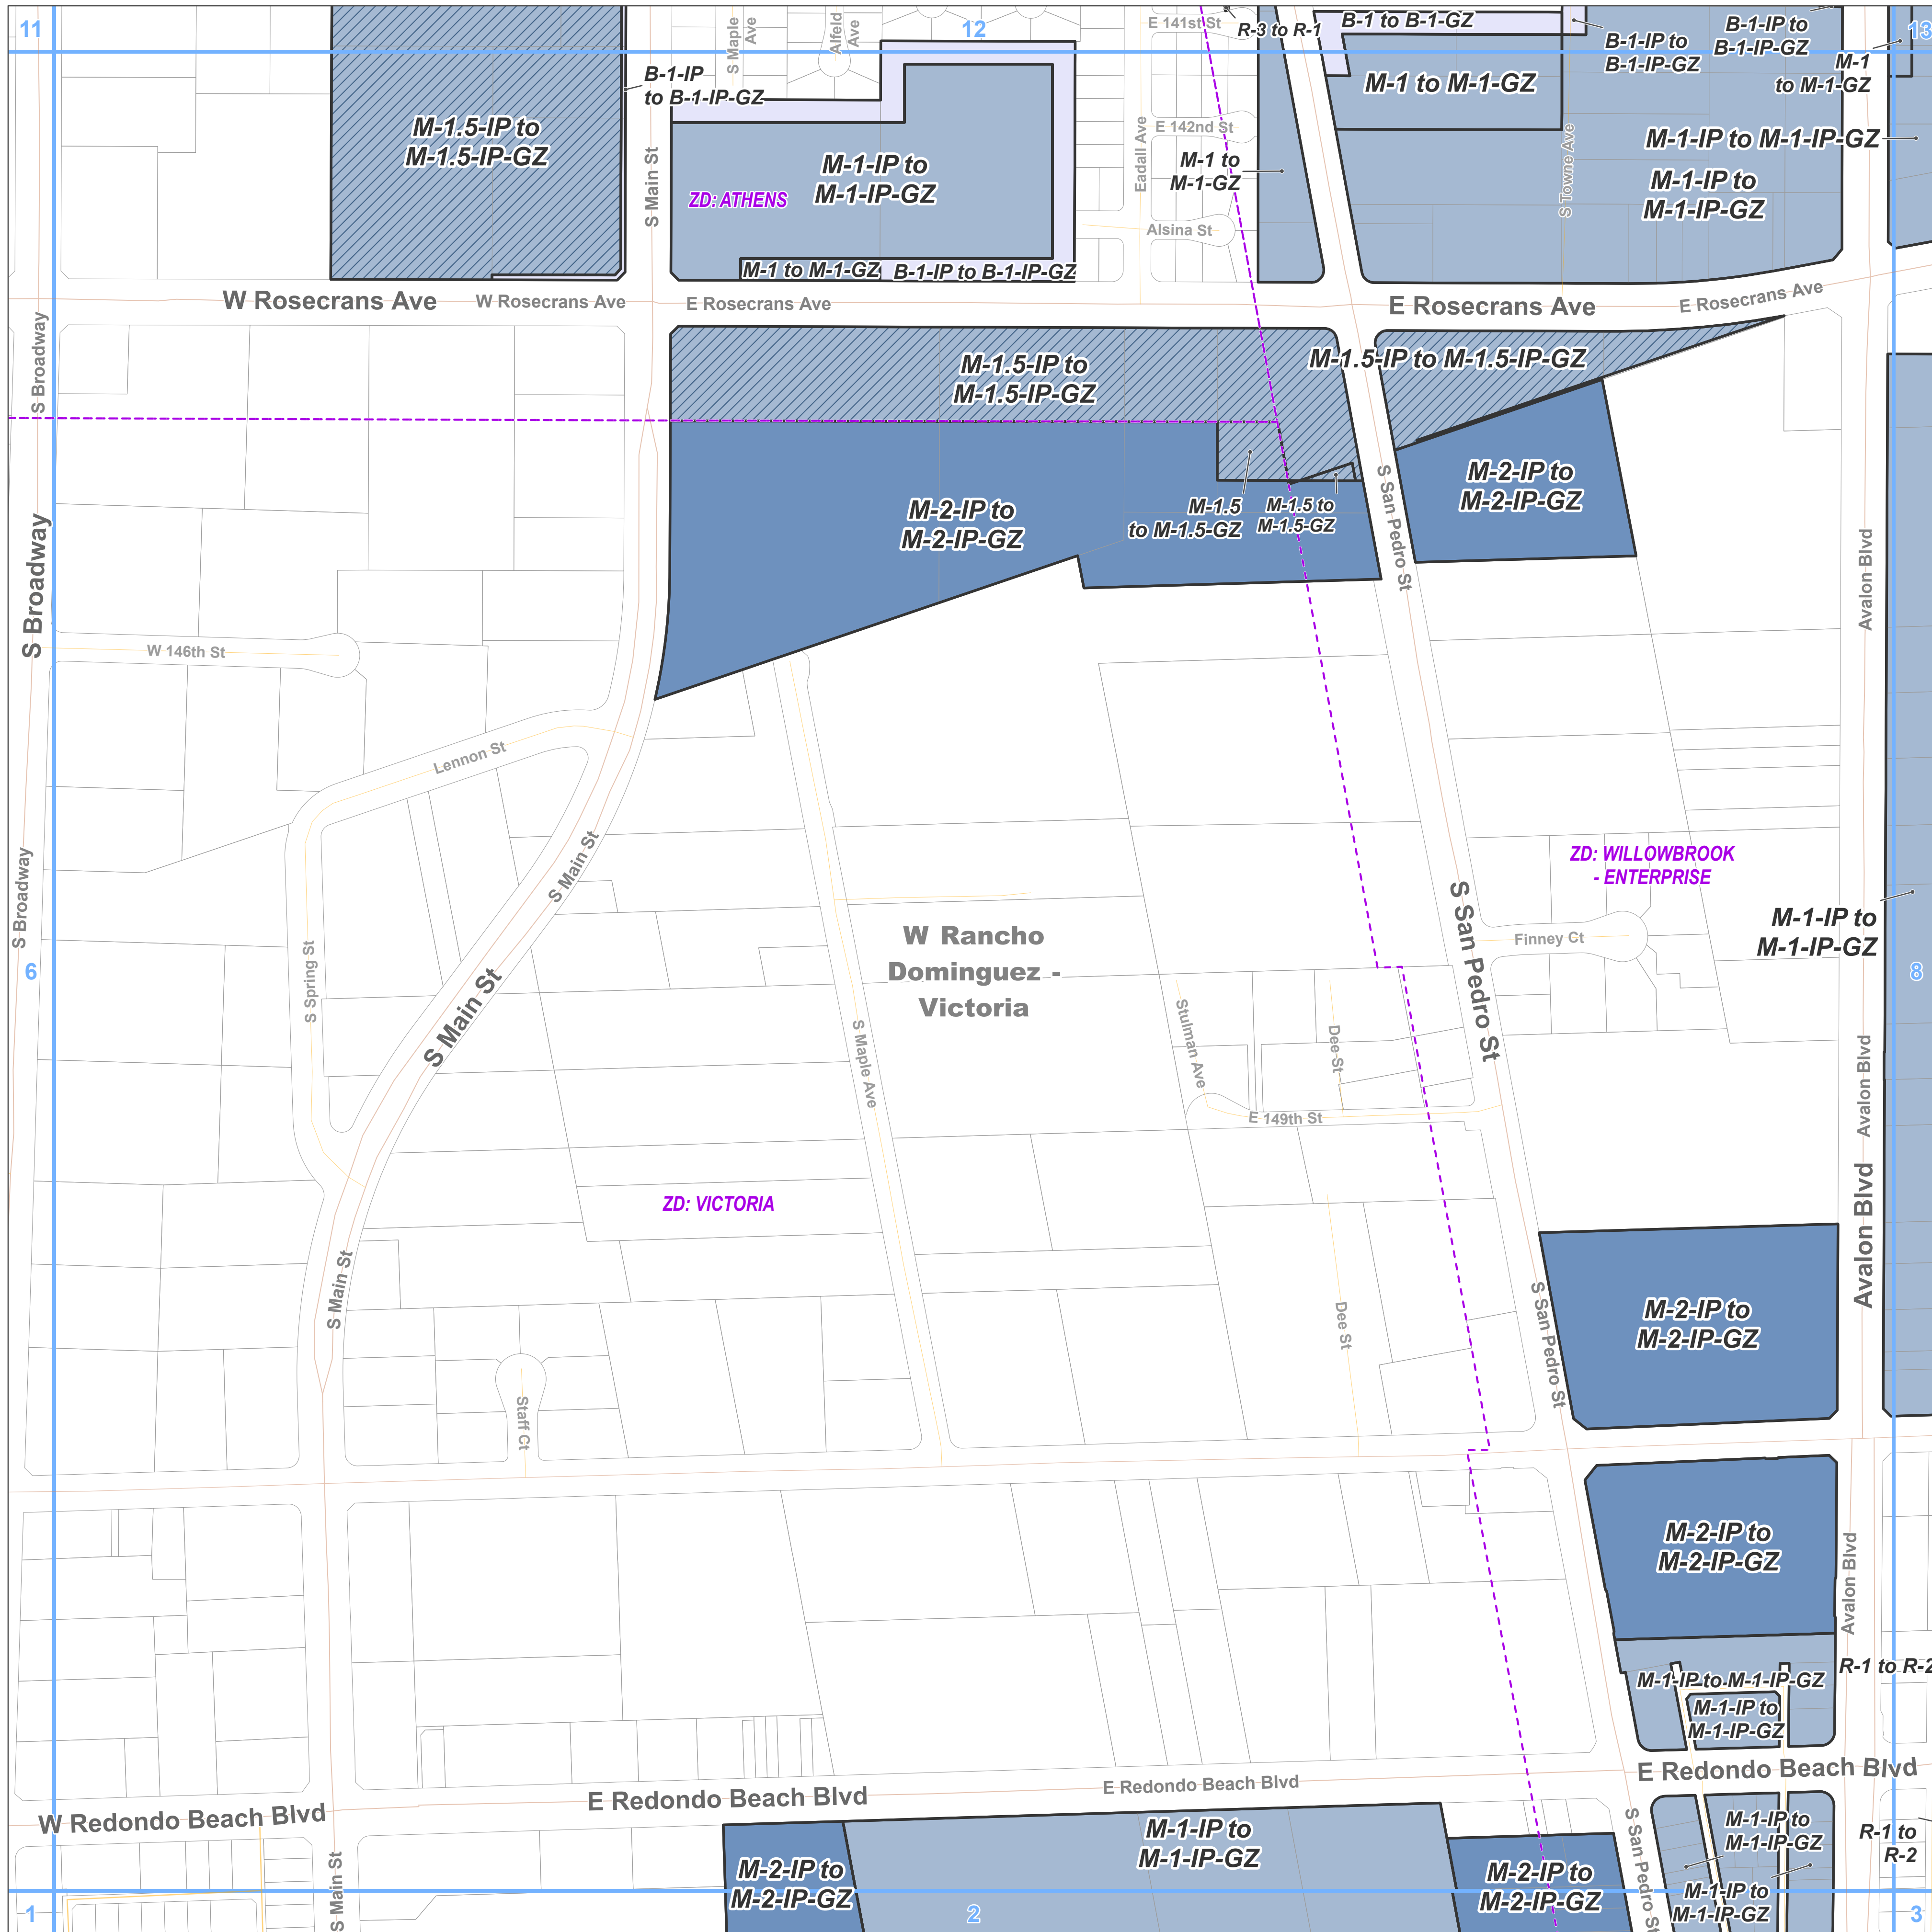 11
12
13
S Maple
Ave
Alfeld
Ave
E 141st St
R-3 to R-1
B-1 to B-1-GZ
B-1-IP to
B-1-IP-GZ
B-1-IP to
B-1-IP-GZ
M-1
to M-1-GZ
B-1-IP
to B-1-IP-GZ
M-1 to M-1-GZ
M-1.5-IP to
M-1.5-IP-GZ
E 142nd St
Eadall Ave
S Towne Ave
M-1-IP to M-1-IP-GZ
M-1-IP to
M-1-IP-GZ
M-1 to
M-1-GZ
M-1-IP to
M-1-IP-GZ
ZD: ATHENS
S Main St
Alsina St
M-1 to M-1-GZ
B-1-IP to B-1-IP-GZ
W Rosecrans Ave
W Rosecrans Ave
E Rosecrans Ave
E Rosecrans Ave
E Rosecrans Ave
S Broadway
M-1.5-IP to
M-1.5-IP-GZ
M-1.5-IP to M-1.5-IP-GZ
M-2-IP to
M-2-IP-GZ
M-1.5
to M-1.5-GZ
M-1.5 to
M-1.5-GZ
S San Pedro St
M-2-IP to
M-2-IP-GZ
Avalon Blvd
S Broadway
W 146th St
Lennon St
S Main St
S Broadway
ZD: WILLOWBROOK
- ENTERPRISE
M-1-IP to
M-1-IP-GZ
W Rancho
Dominguez -
Victoria
S San Pedro St
Finney Ct
6
8
S Spring St
S Main St
S Maple Ave
Stulman Ave
Dee St
Avalon Blvd
E 149th St
ZD: VICTORIA
Avalon Blvd
S Main St
Dee St
S San Pedro St
M-2-IP to
M-2-IP-GZ
Staff Ct
M-2-IP to
M-2-IP-GZ
Avalon Blvd
R-1 to R-2
M-1-IP to M-1-IP-GZ
M-1-IP to
M-1-IP-GZ
E Redondo Beach Blvd
E Redondo Beach Blvd
E Redondo Beach Blvd
W Redondo Beach Blvd
M-1-IP to
M-1-IP-GZ
S San Pedro St
M-1-IP to
M-1-IP-GZ
R-1 to
R-2
S Main St
M-2-IP to
M-2-IP-GZ
M-2-IP to
M-2-IP-GZ
M-1-IP to
M-1-IP-GZ
1
2
3